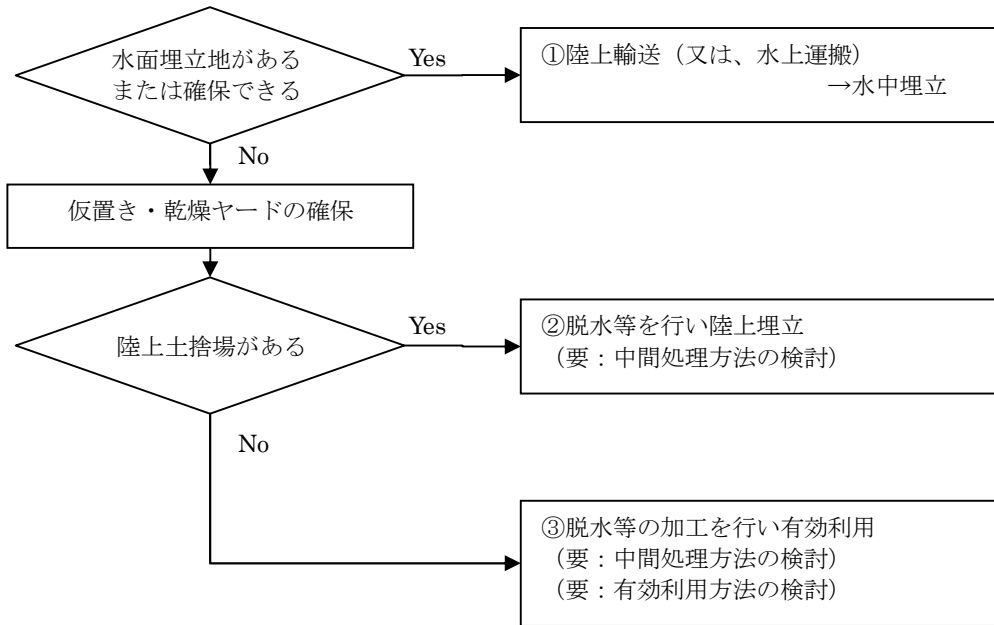 水面埋立地がある
または確保できる
Yes
①陸上輸送（又は、水上運搬）
→水中埋立
No
仮置き・乾燥ヤードの確保
陸上土捨場がある
Yes
②脱水等を行い陸上埋立
（要：中間処理方法の検討）
No
③脱水等の加工を行い有効利用
（要：中間処理方法の検討）
（要：有効利用方法の検討）